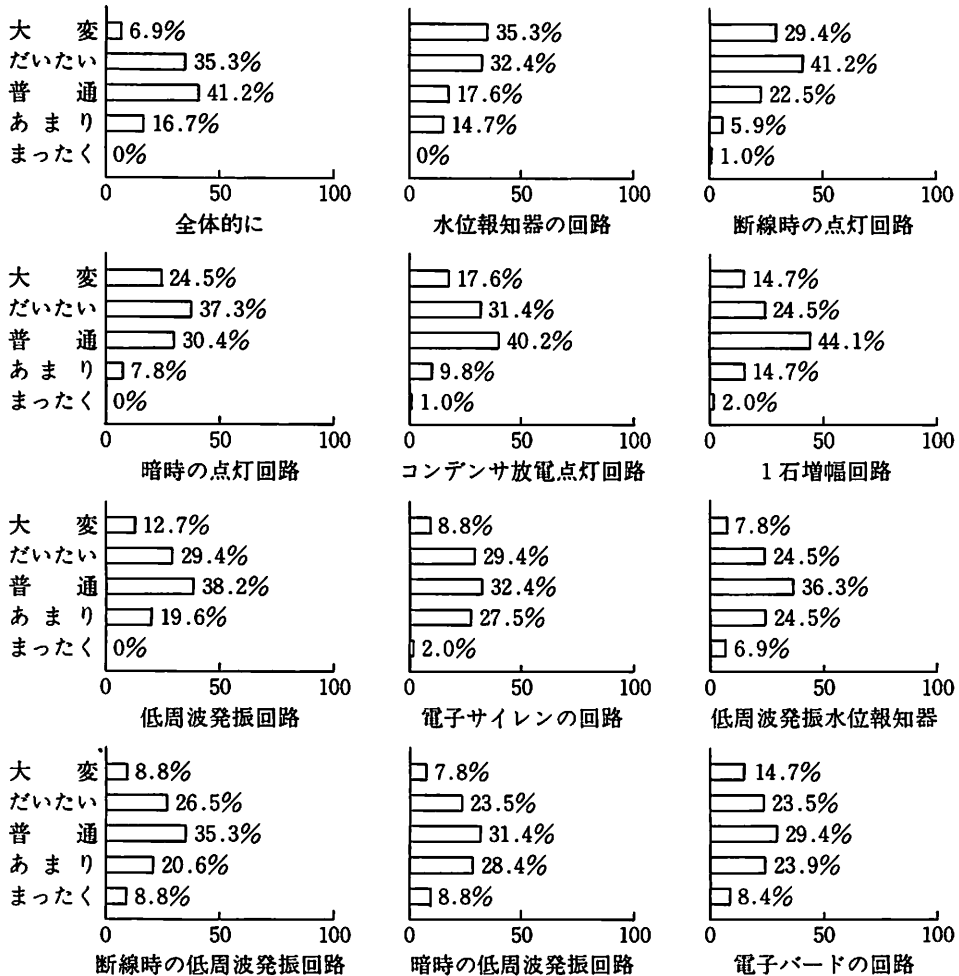 大変 6.9% 35.3% 29.4%
だいたい 35.3% 32.4% 41.2%
普通 41.2% 17.6% 22.5%
あまり 16.7% 14.7% 5.9%
まったく 0% 0% 1.0%
0 50 100 0 50 100 0 50 100
全体的に 水位報知器の回路 断線時の点灯回路
大変 24.5% 17.6% 14.7%
だいたい 37.3% 31.4% 24.5%
普通 30.4% 40.2% 44.1%
あまり 7.8% 9.8% 14.7%
まったく 0% 1.0% 2.0%
0 50 100 0 50 100 0 50 100
暗時の点灯回路 コンデンサ放電点灯回路 1石増幅回路
大変 12.7% 8.8% 7.8%
だいたい 29.4% 29.4% 24.5%
普通 38.2% 32.4% 36.3%
あまり 19.6% 27.5% 24.5%
まったく 0% 2.0% 6.9%
0 50 100 0 50 100 0 50 100
低周波発振回路 電子サイレンの回路 低周波発振水位報知器
大変 8.8% 7.8% 14.7%
だいたい 26.5% 23.5% 23.5%
普通 35.3% 31.4% 29.4%
あまり 20.6% 28.4% 23.9%
まったく 8.8% 8.8% 8.4%
0 50 100 0 50 100 0 50 100
断線時の低周波発振回路 暗時の低周波発振回路 電子バードの回路